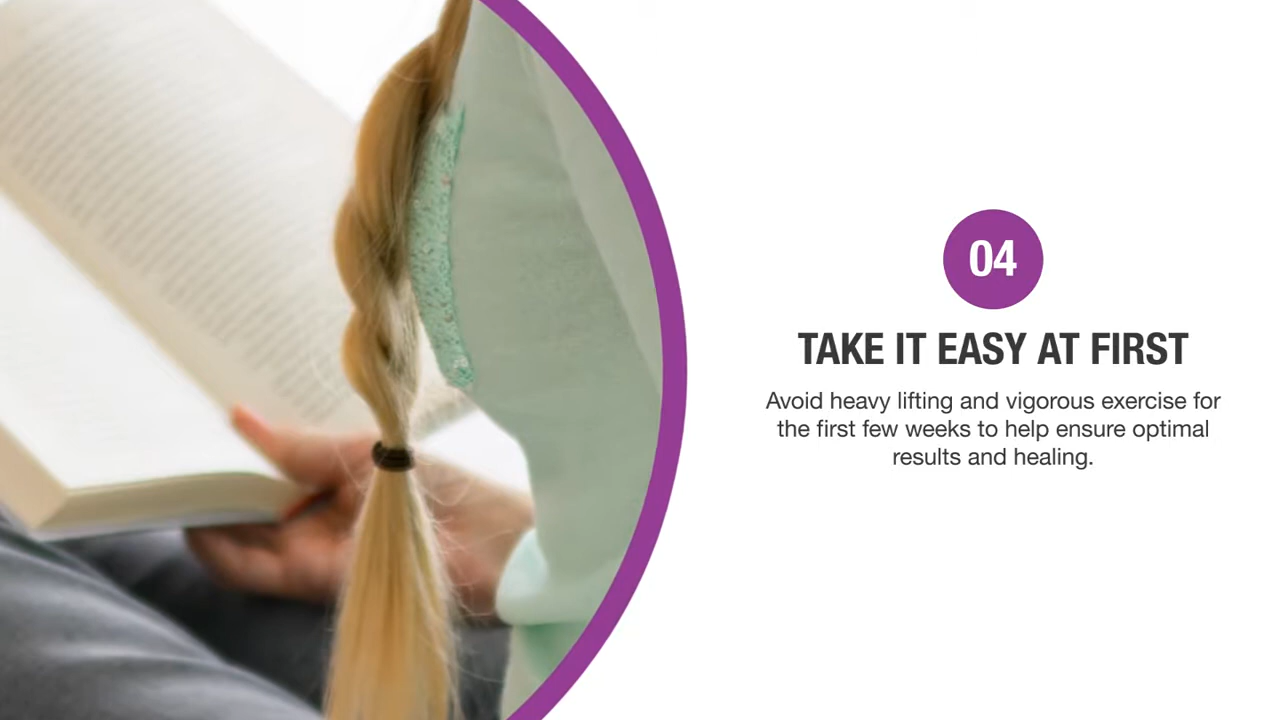 04
TAKE IT EASY AT FIRST
Avoid heavy lifting and vigorous exercise for
the first few weeks to help ensure optimal
results and healing.